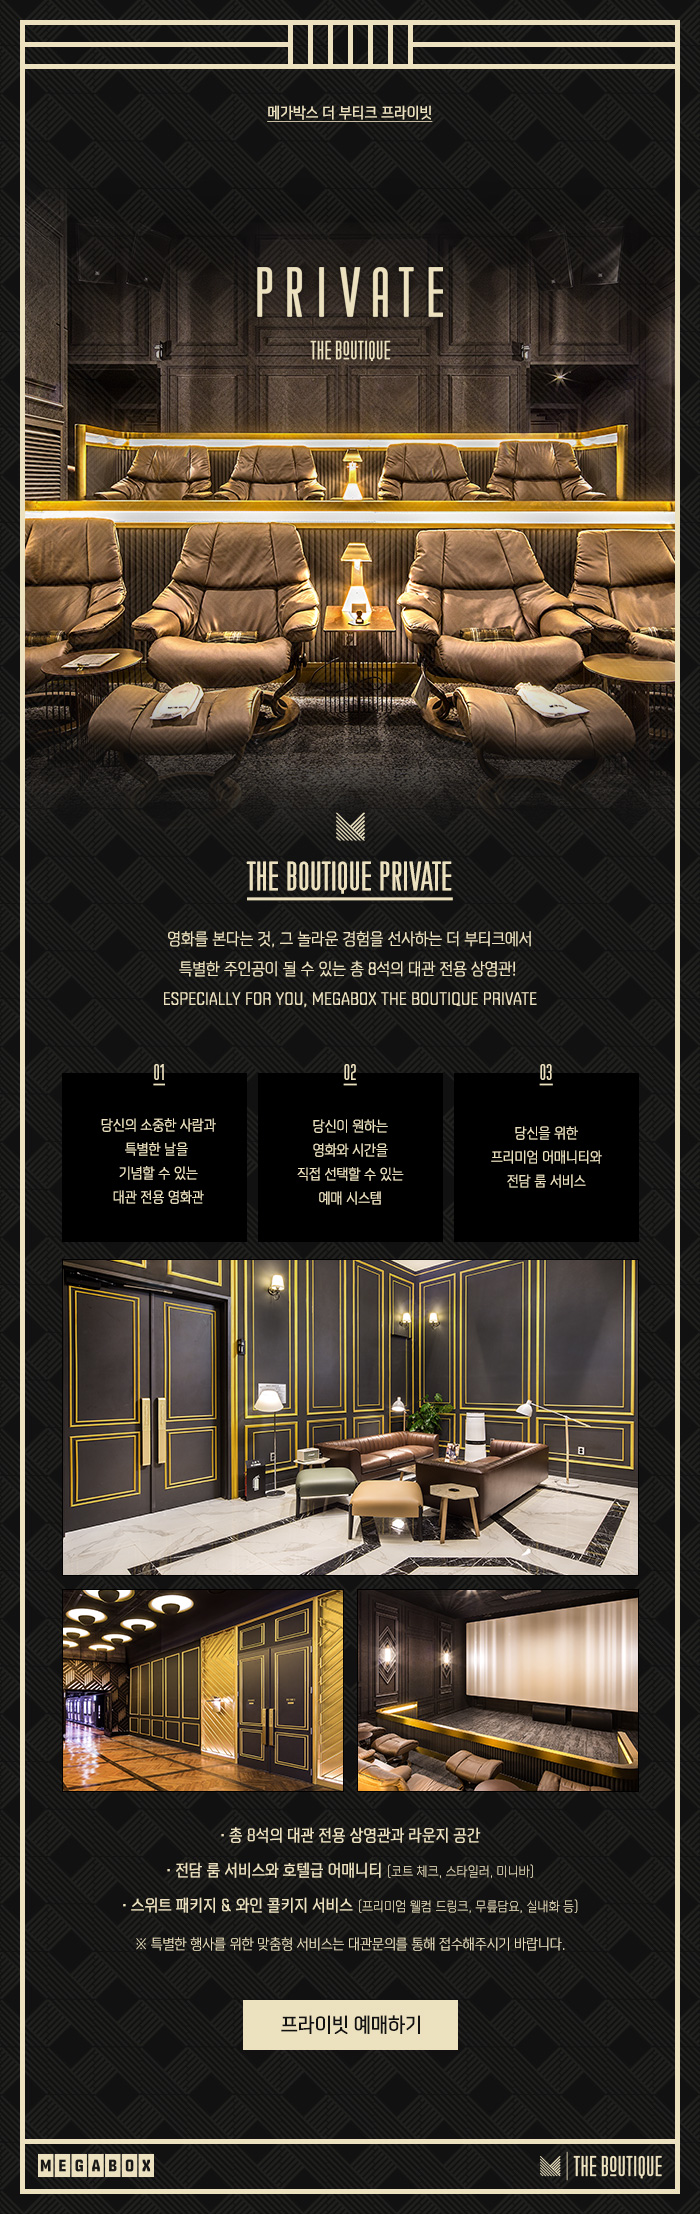 메가박스 더 부티크 프라이빗
PRIVATE
THE BOUTIQUE
THE BOUTIQUE PRIVATE
영화를 본다는 것, 그 놀라운 경험을 선사하는 더 부티크에서
특별한 주인공이 될 수 있는 총 8석의 대관 전용 상영관!
ESPECIALLY FOR YOU, MEGABOX THE BOUTIQUE PRIVATE
01
당신의 소중한 사람과
특별한 날을
기념할 수 있는
대관 전용 영화관
02
당신이 원하는
영화와 시간을
직접 선택할 수 있는
예매 시스템
03
당신을 위한
프리미엄 어매니티와
전담 룸 서비스
· 총 8석의 대관 전용 상영관과 라운지 공간
· 전담 룸 서비스와 호텔급 어매니티 (코트 체크, 스타일러, 미니바)
· 스위트 패키지 & 와인 콜키지 서비스 (프리미엄 웰컴 드링크, 무릎담요, 실내화 등)
※ 특별한 행사를 위한 맞춤형 서비스는 대관문의를 통해 접수해주시기 바랍니다.
프라이빗 예매하기
MEGABOX
THE BOUTIQUE